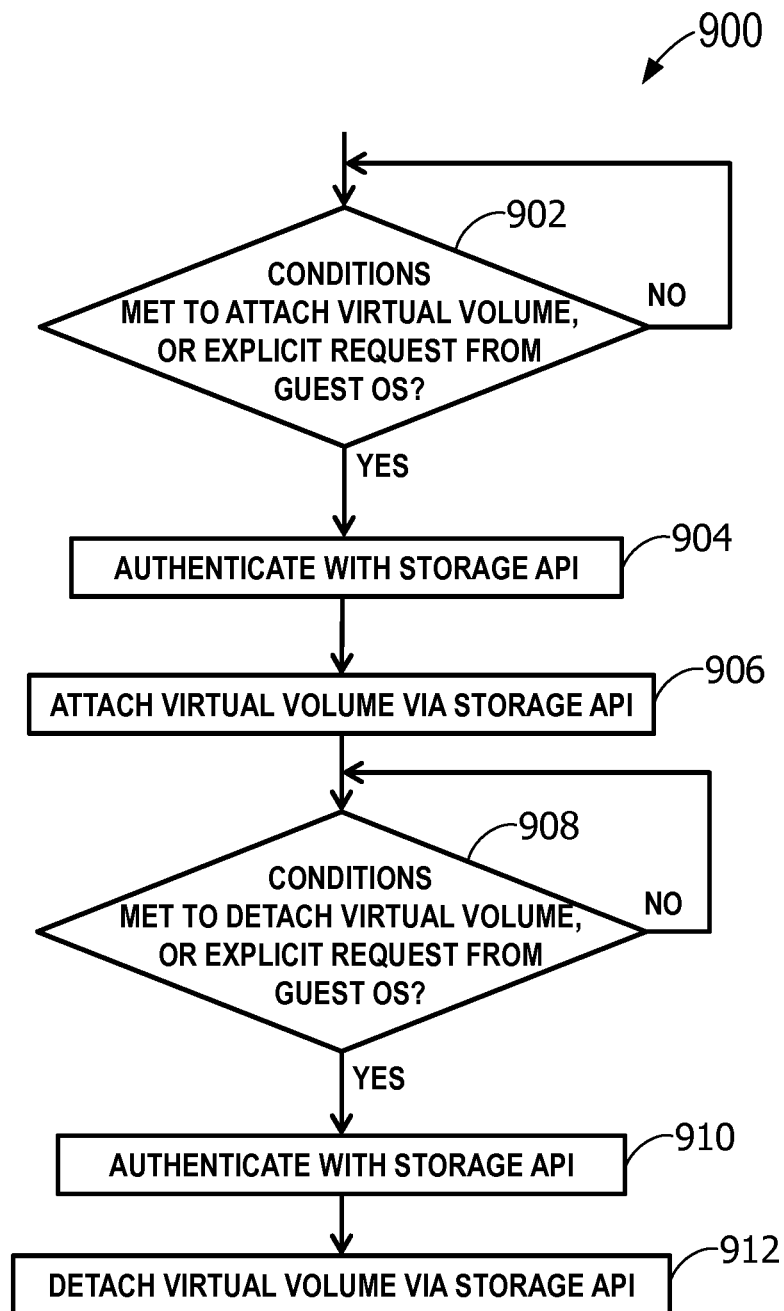 900
902
CONDITIONS
MET TO ATTACH VIRTUAL VOLUME,
OR EXPLICIT REQUEST FROM
GUEST OS?
NO
YES
904
AUTHENTICATE WITH STORAGE API
906
ATTACH VIRTUAL VOLUME VIA STORAGE API
908
CONDITIONS
MET TO DETACH VIRTUAL VOLUME,
OR EXPLICIT REQUEST FROM
GUEST OS?
NO
YES
910
AUTHENTICATE WITH STORAGE API
912
DETACH VIRTUAL VOLUME VIA STORAGE API